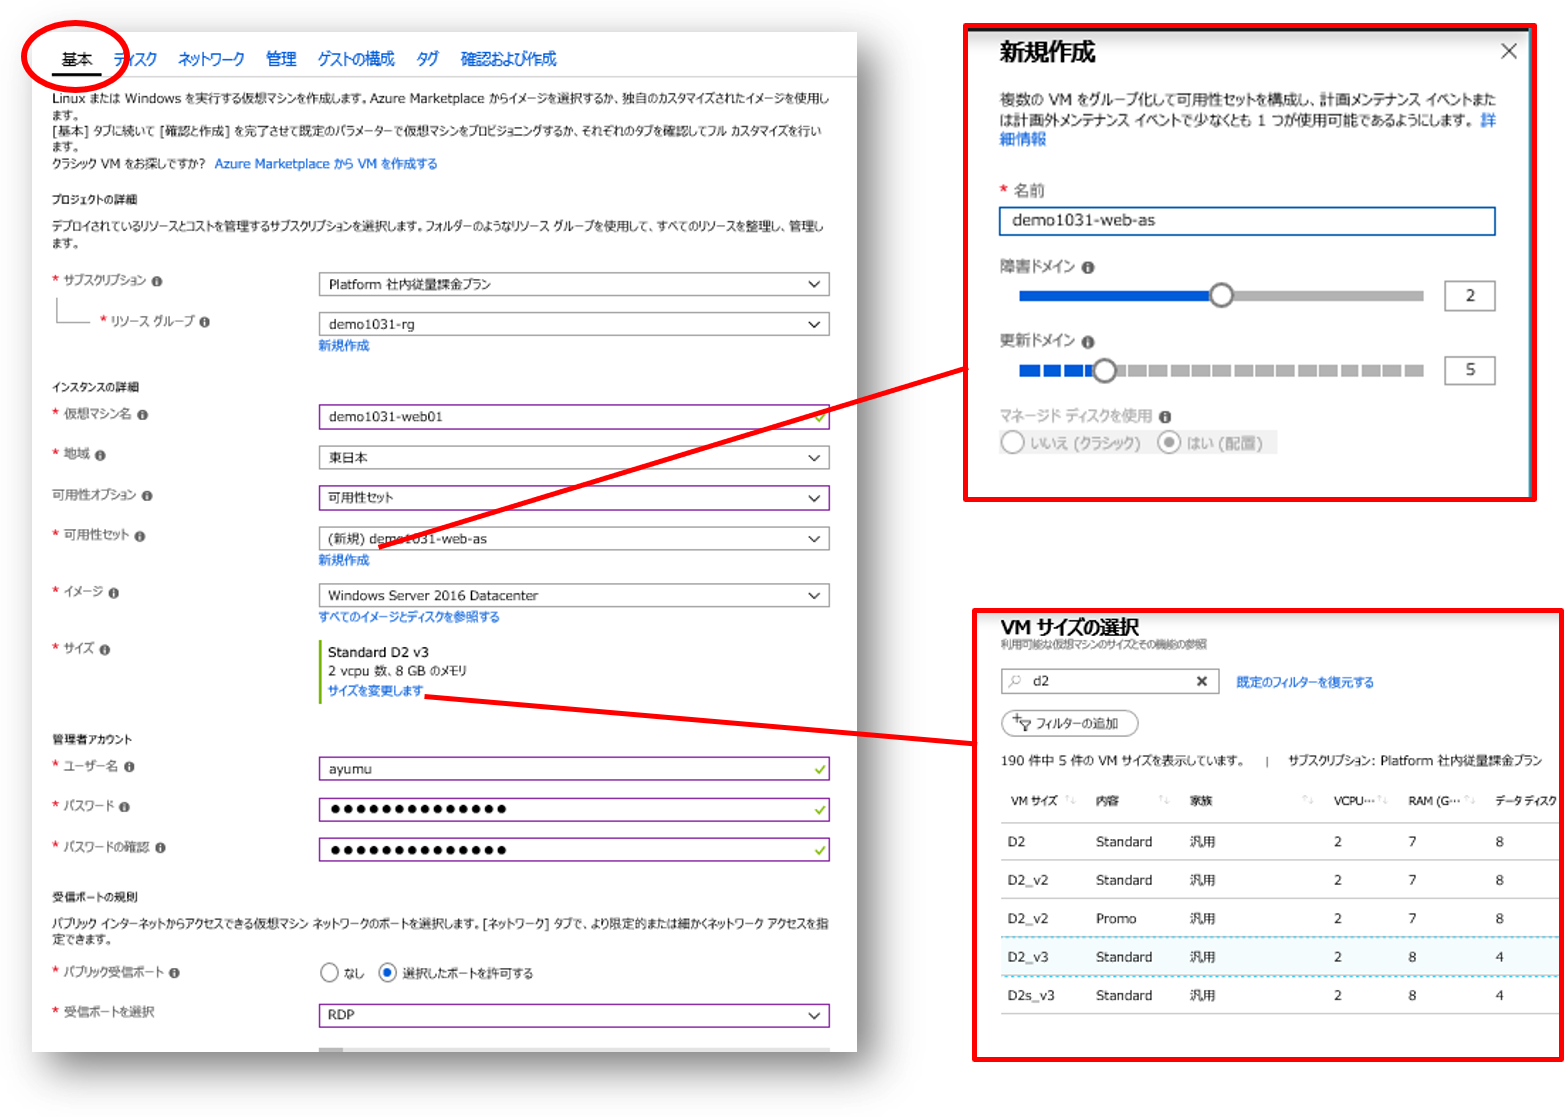 基本 ディスク ネットワーク 管理 ゲストの構成 タグ 確認および作成
Linux または Windows を実行する仮想マシンを作成します。Azure Marketplace からイメージを選択するか、独自のカスタマイズされたイメージを使用し
ます。
[基本] タブに続いて [確認と作成] を完了させて既定のパラメーターで仮想マシンをプロビジョニングするか、それぞれのタブを確認してフル カスタマイズを行い
ます。
クラシック VM をお探しですか? Azure Marketplace から VM を作成する
プロジェクトの詳細
デプロイされているリソースとコストを管理するサブスクリプションを選択します。フォルダーのようなリソース グループを使用して、すべてのリソースを整理し、管理し
ます。
* サブスクリプション Platform 社内従量課金プラン
* リソース グループ demo1031-rg
新規作成
インスタンスの詳細
* 仮想マシン名 demo1031-web01
* 地域 東日本
可用性オプション 可用性セット
* 可用性セット (新規) demo1031-web-as
新規作成
* イメージ Windows Server 2016 Datacenter
すべてのイメージとディスクを参照する
* サイズ Standard D2 v3
2 vcpu 数、8 GB のメモリ
サイズを変更します
管理者アカウント
* ユーザー名 ayumu
* パスワード ●●●●●●●●●●●●●●
* パスワードの確認 ●●●●●●●●●●●●●●
受信ポートの規則
パブリック インターネットからアクセスできる仮想マシン ネットワークのポートを選択します。[ネットワーク] タブで、より限定的または細かくネットワーク アクセスを指
定できます。
* パブリック受信ポート なし 選択したポートを許可する
* 受信ポートを選択 RDP
新規作成
複数の VM をグループ化して可用性セットを構成し、計画メンテナンス イベントまた
は計画外メンテナンス イベントで少なくとも 1 つが使用可能であるようにします。 詳
細情報
* 名前
demo1031-web-as
障害ドメイン
2
更新ドメイン
5
マネージド ディスクを使用
いいえ (クラシック) はい (配置)
VM サイズの選択
利用可能な仮想マシンのサイズとその機能の参照
d2 既定のフィルターを復元する
フィルターの追加
190 件中 5 件の VM サイズを表示しています。 | サブスクリプション: Platform 社内従量課金プラン
VM サイズ 内容 家族 VCPU… RAM (G… データ ディスク
D2 Standard 汎用 2 7 8
D2_v2 Standard 汎用 2 7 8
D2_v2 Promo 汎用 2 7 8
D2_v3 Standard 汎用 2 8 4
D2s_v3 Standard 汎用 2 8 4